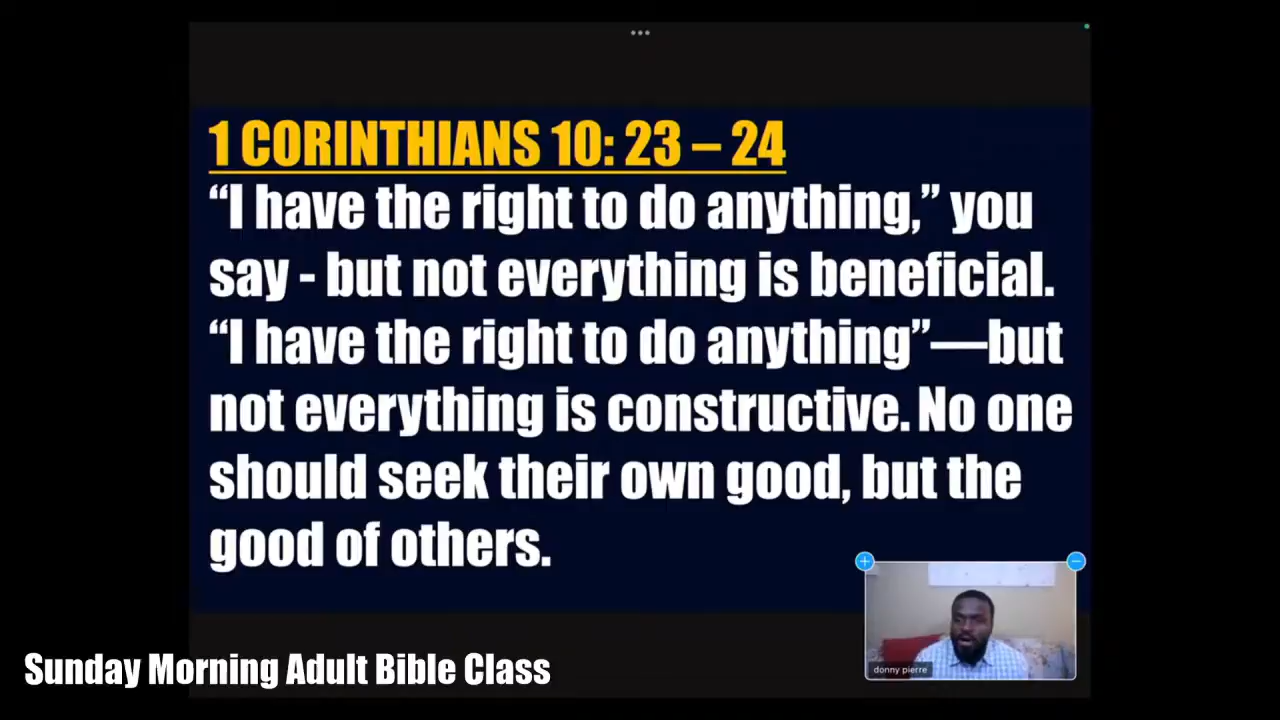 1 CORINTHIANS 10: 23 – 24
“I have the right to do anything,” you
say - but not everything is beneficial.
“I have the right to do anything”—but
not everything is constructive. No one
should seek their own good, but the
good of others.
donny pierre
Sunday Morning Adult Bible Class